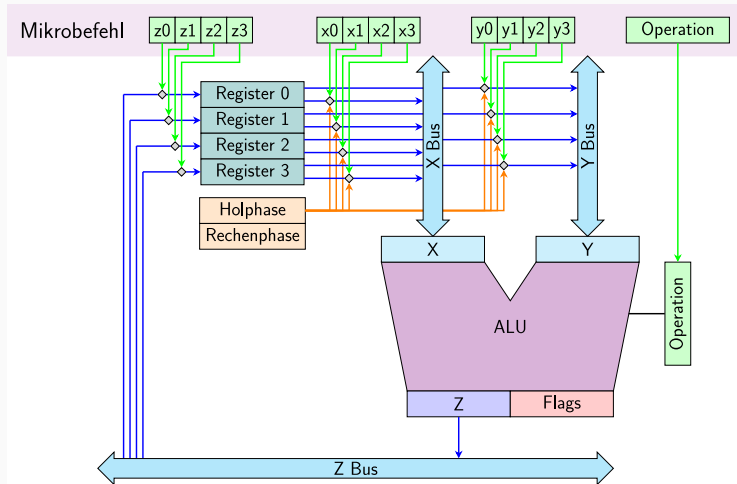 Mikrobefehl z0 z1 z2 z3 x0 x1 x2 x3 y0 y1 y2 y3 Operation
Register 0
Register 1
Register 2
Register 3
X Bus
Y Bus
Holphase
Rechenphase
X Y
ALU
Operation
Z Flags
Z Bus